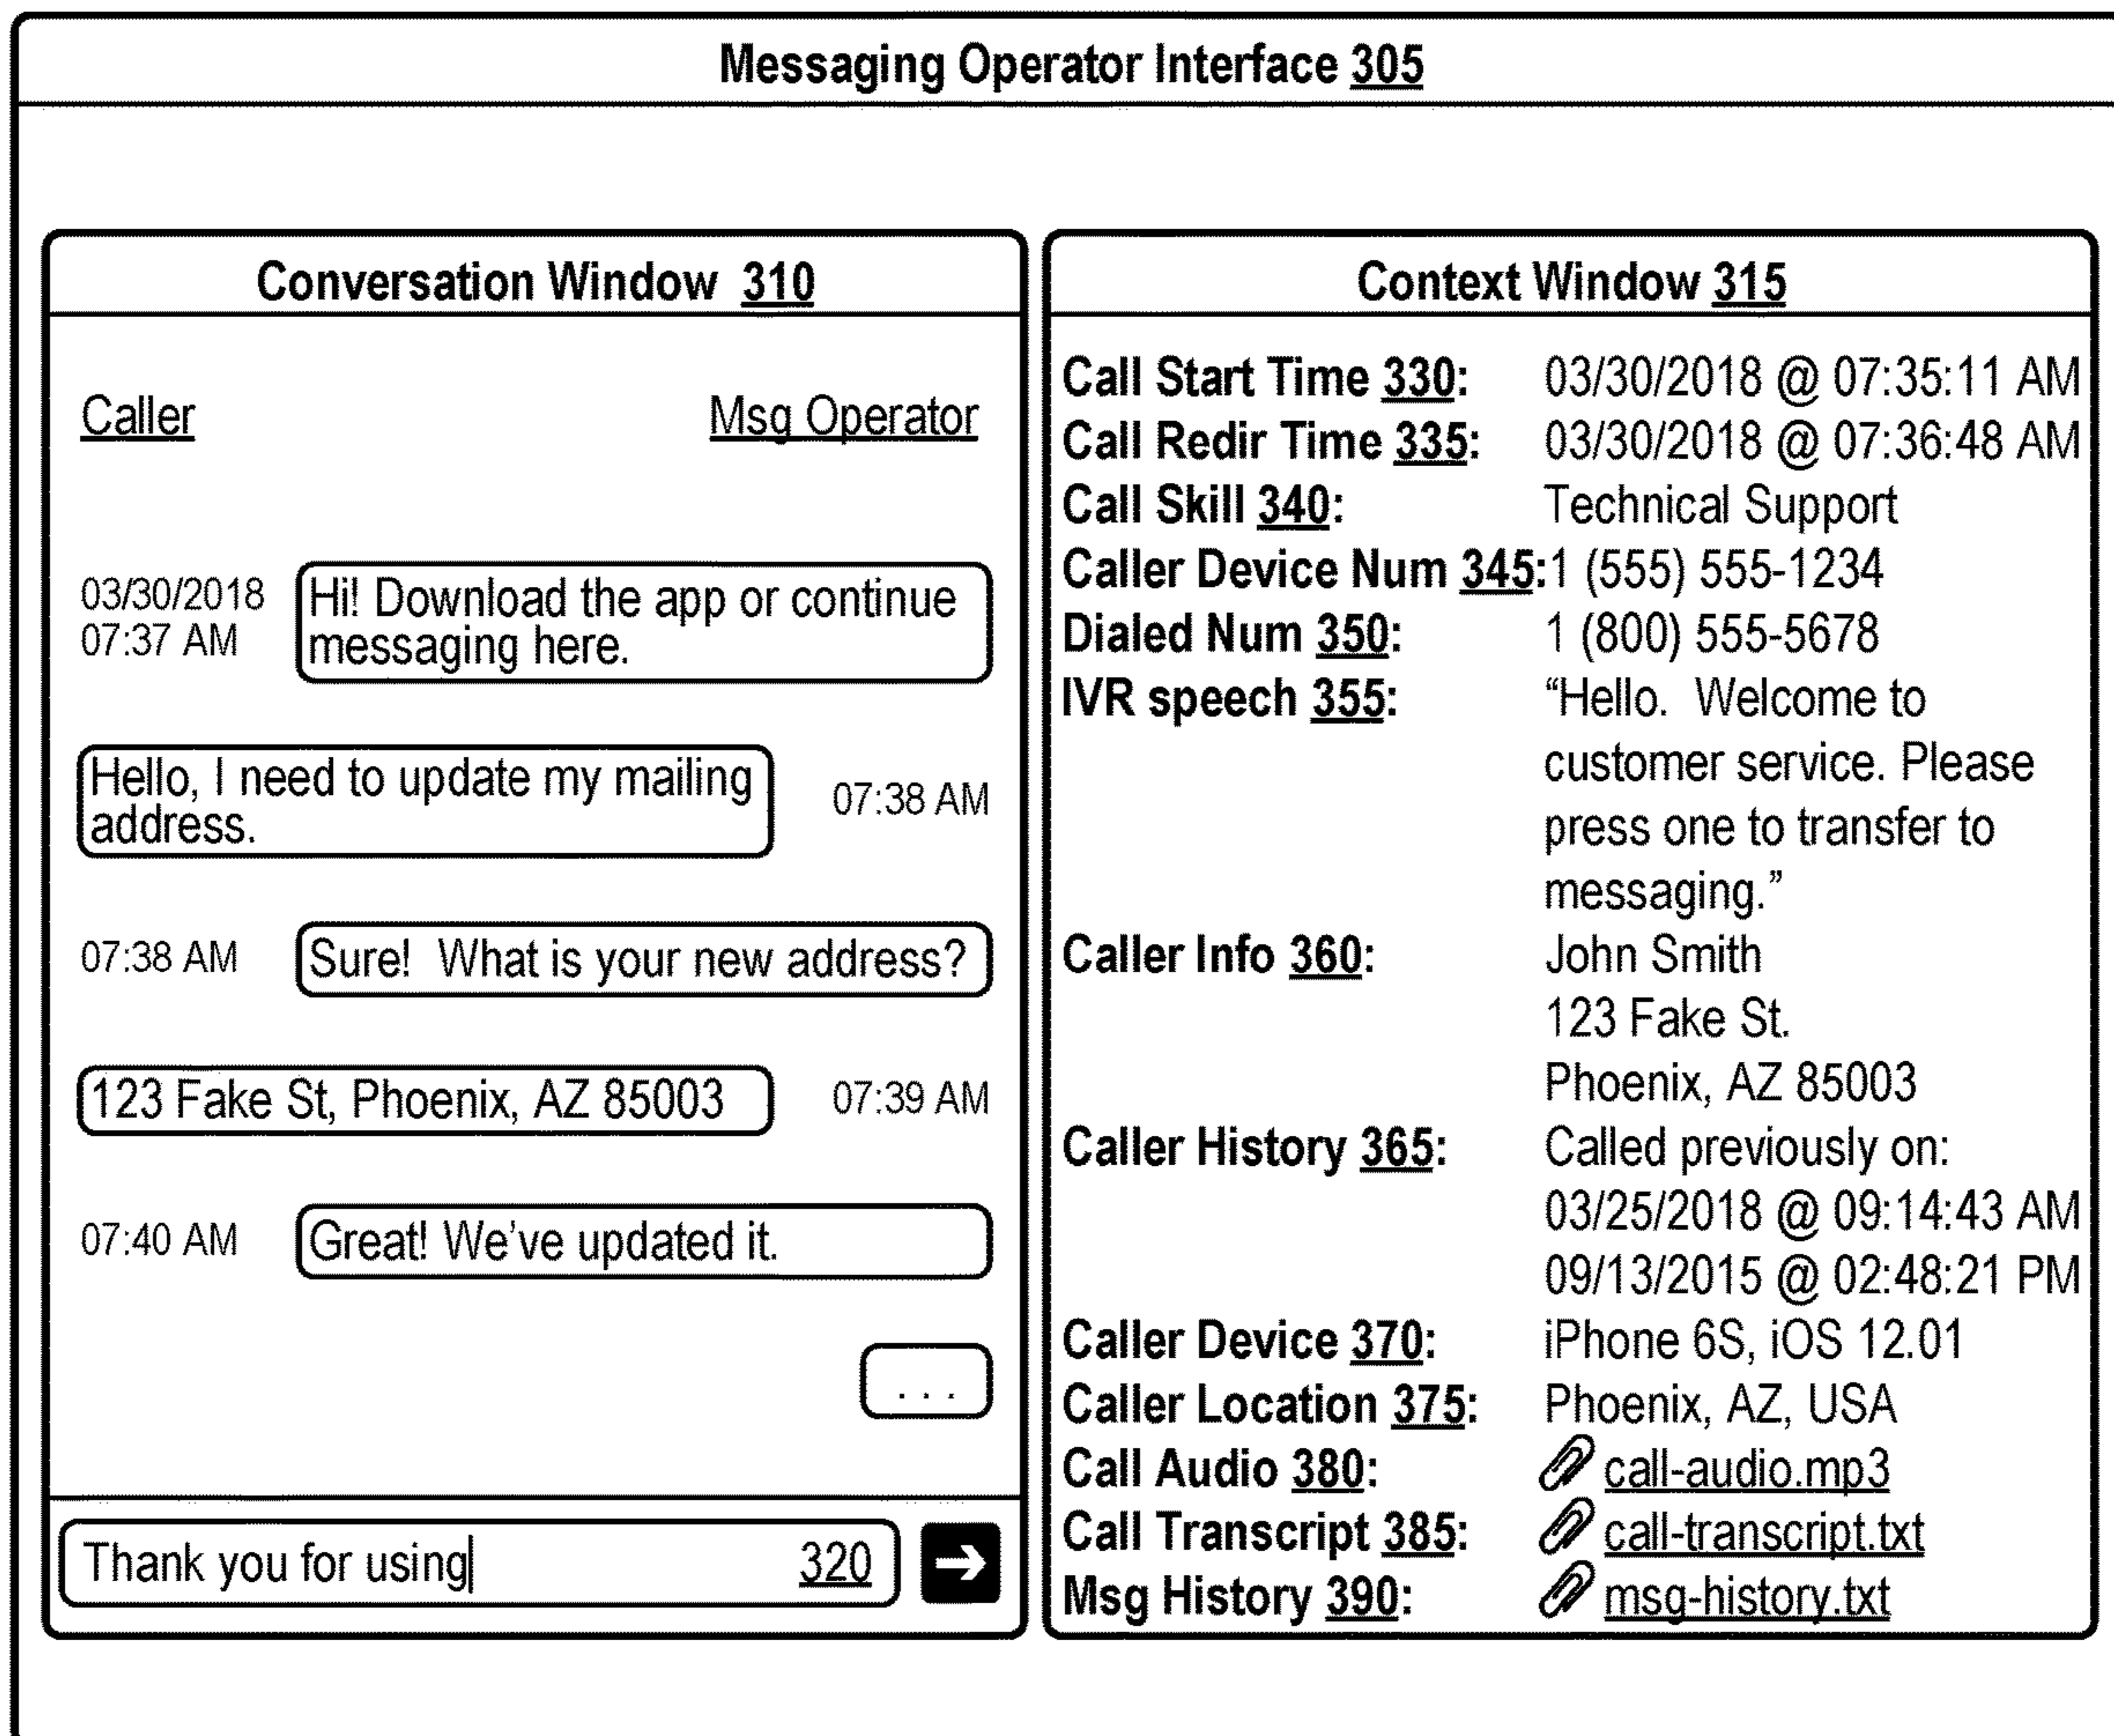 Messaging Operator Interface 305
Conversation Window 310
Caller
Msg Operator
03/30/2018
07:37 AM
Hi! Download the app or continue
messaging here.
Hello, I need to update my mailing
address.
07:38 AM
07:38 AM
Sure! What is your new address?
123 Fake St, Phoenix, AZ 85003
07:39 AM
07:40 AM
Great! We've updated it.
. . .
Thank you for using
320
Context Window 315
Call Start Time 330: 03/30/2018 @ 07:35:11 AM
Call Redir Time 335: 03/30/2018 @ 07:36:48 AM
Call Skill 340: Technical Support
Caller Device Num 345: 1 (555) 555-1234
Dialed Num 350: 1 (800) 555-5678
IVR speech 355: “Hello. Welcome to
customer service. Please
press one to transfer to
messaging.”
Caller Info 360: John Smith
123 Fake St.
Phoenix, AZ 85003
Caller History 365: Called previously on:
03/25/2018 @ 09:14:43 AM
09/13/2015 @ 02:48:21 PM
Caller Device 370: iPhone 6S, iOS 12.01
Caller Location 375: Phoenix, AZ, USA
Call Audio 380: call-audio.mp3
Call Transcript 385: call-transcript.txt
Msg History 390: msg-history.txt